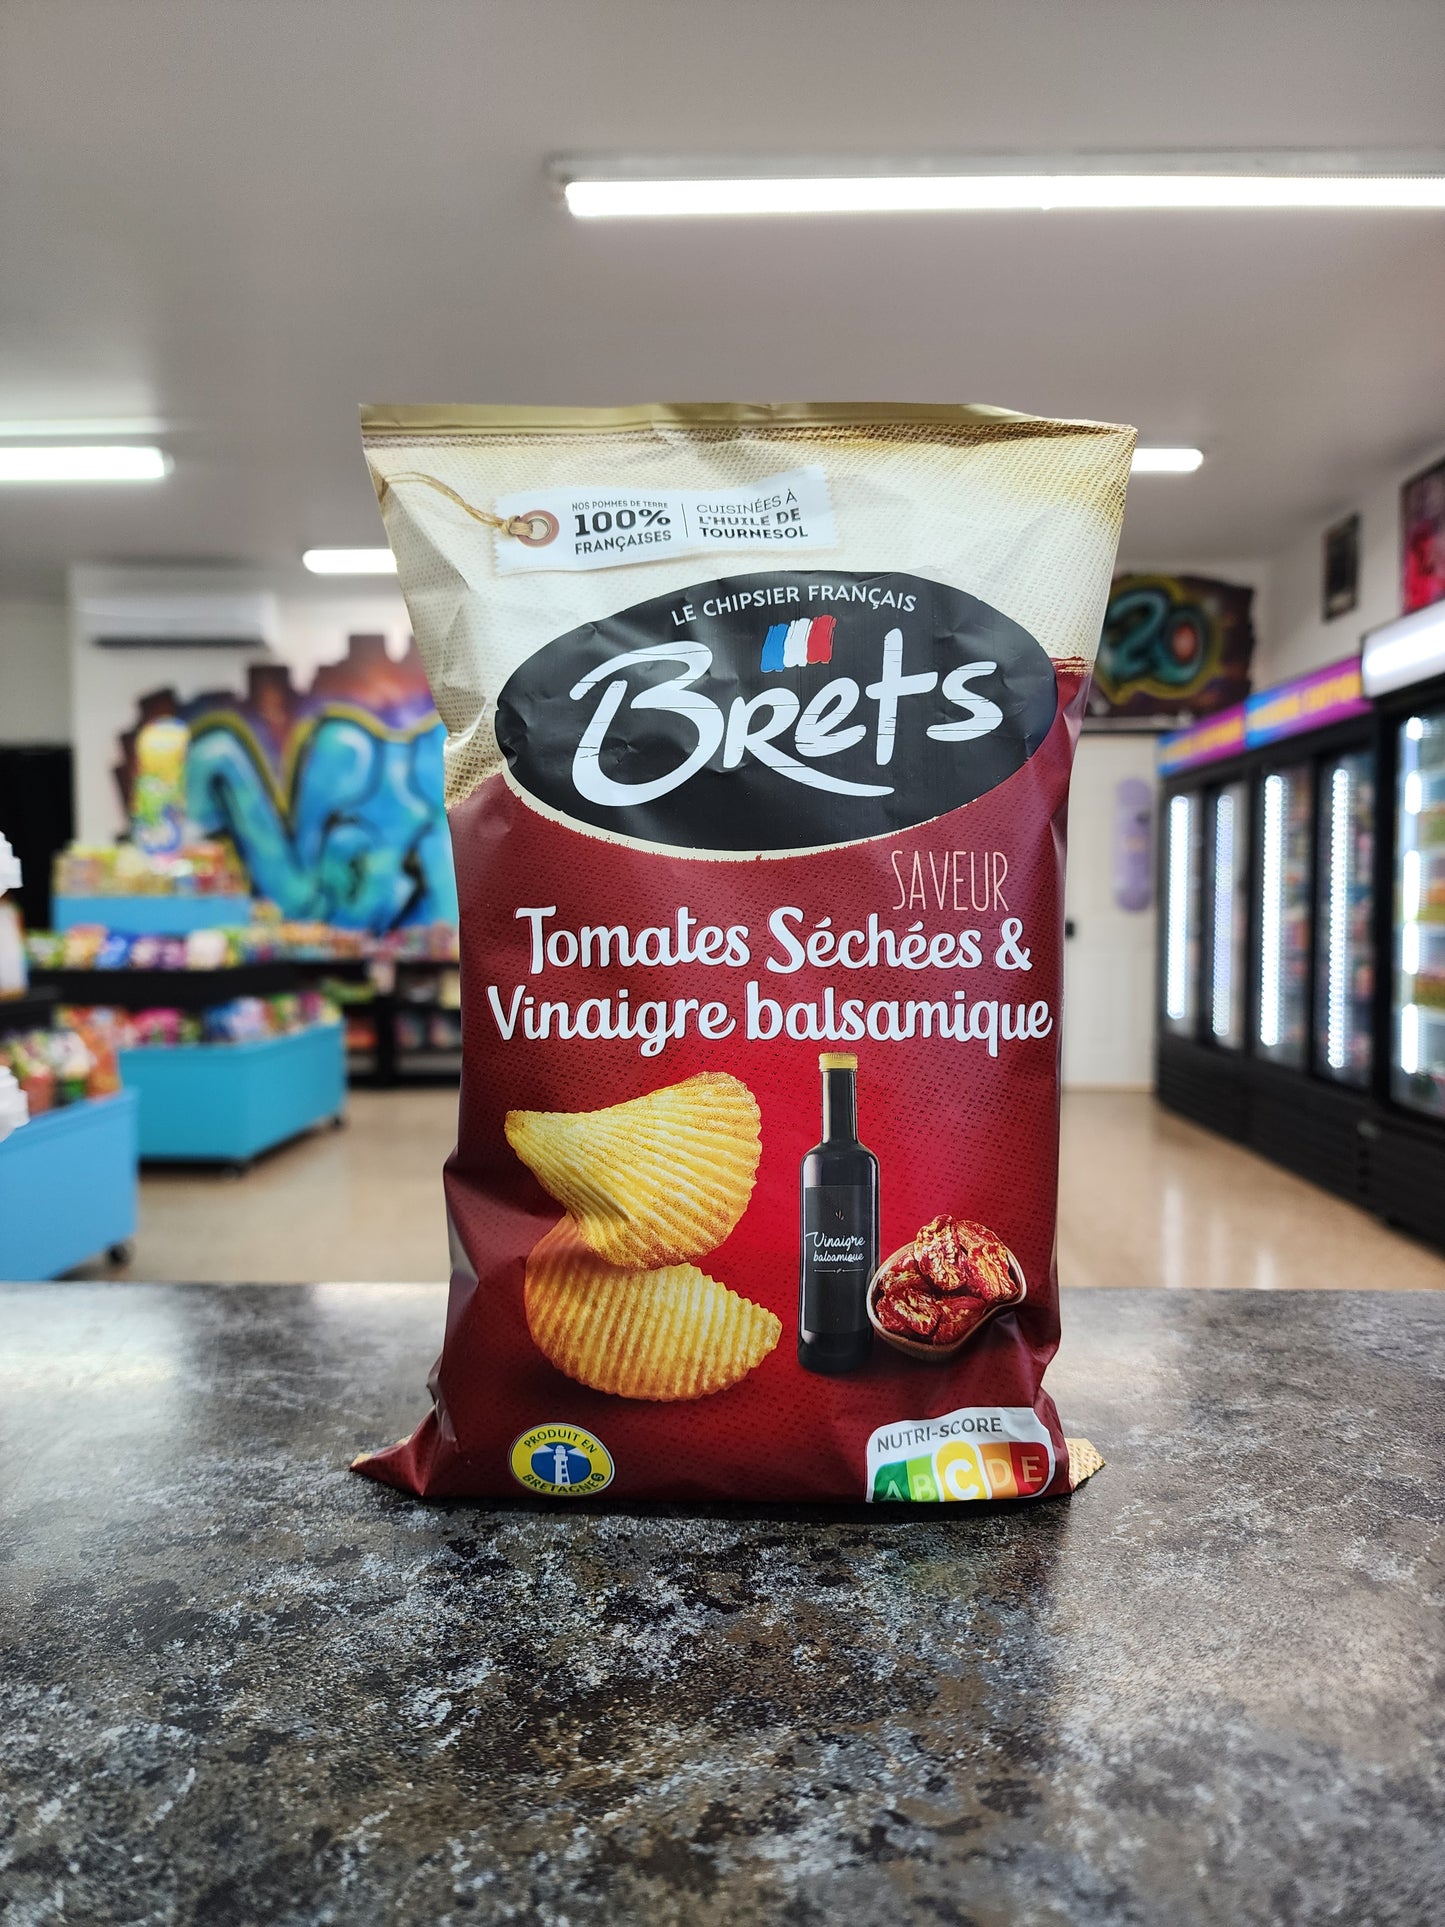 NOS POMMES DE TERRE
100%
FRANÇAISES
CUISINÉES À
L'HUILE DE
TOURNESOL
LE CHIPSIER FRANÇAIS
Brets
SAVEUR
Tomates Séchées &
Vinaigre balsamique
Vinaigre
balsamique
PRODUIT EN
BRETAGNE
NUTRI-SCORE
A B C D E